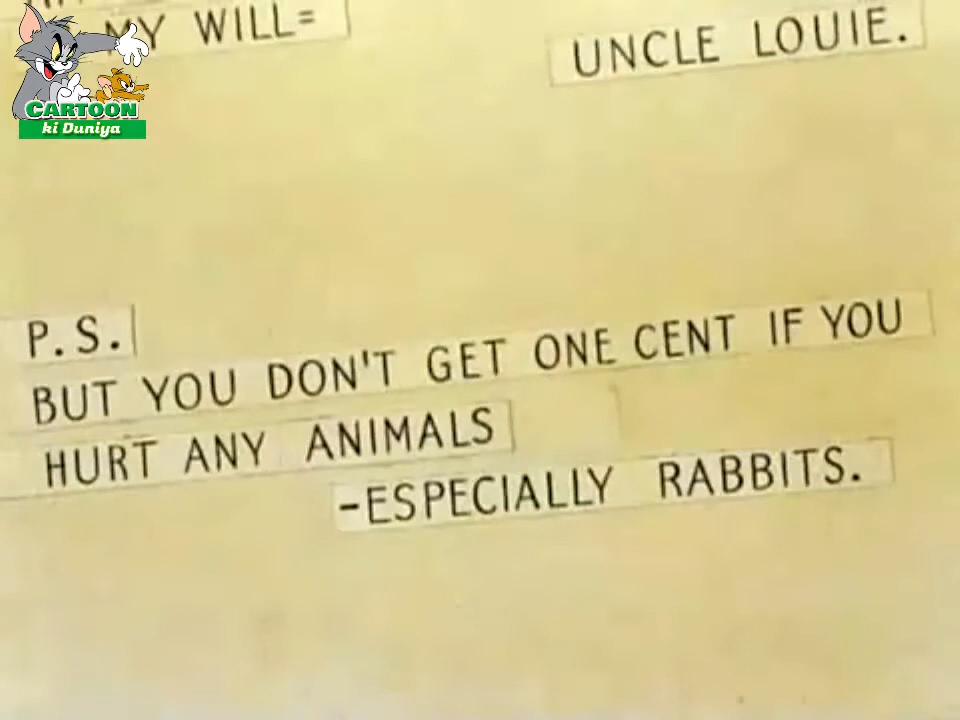 MY WILL=
UNCLE LOUIE.
CARTOON
ki Duniya
P.S.
BUT YOU DON'T GET ONE CENT IF YOU
HURT ANY ANIMALS
-ESPECIALLY RABBITS.